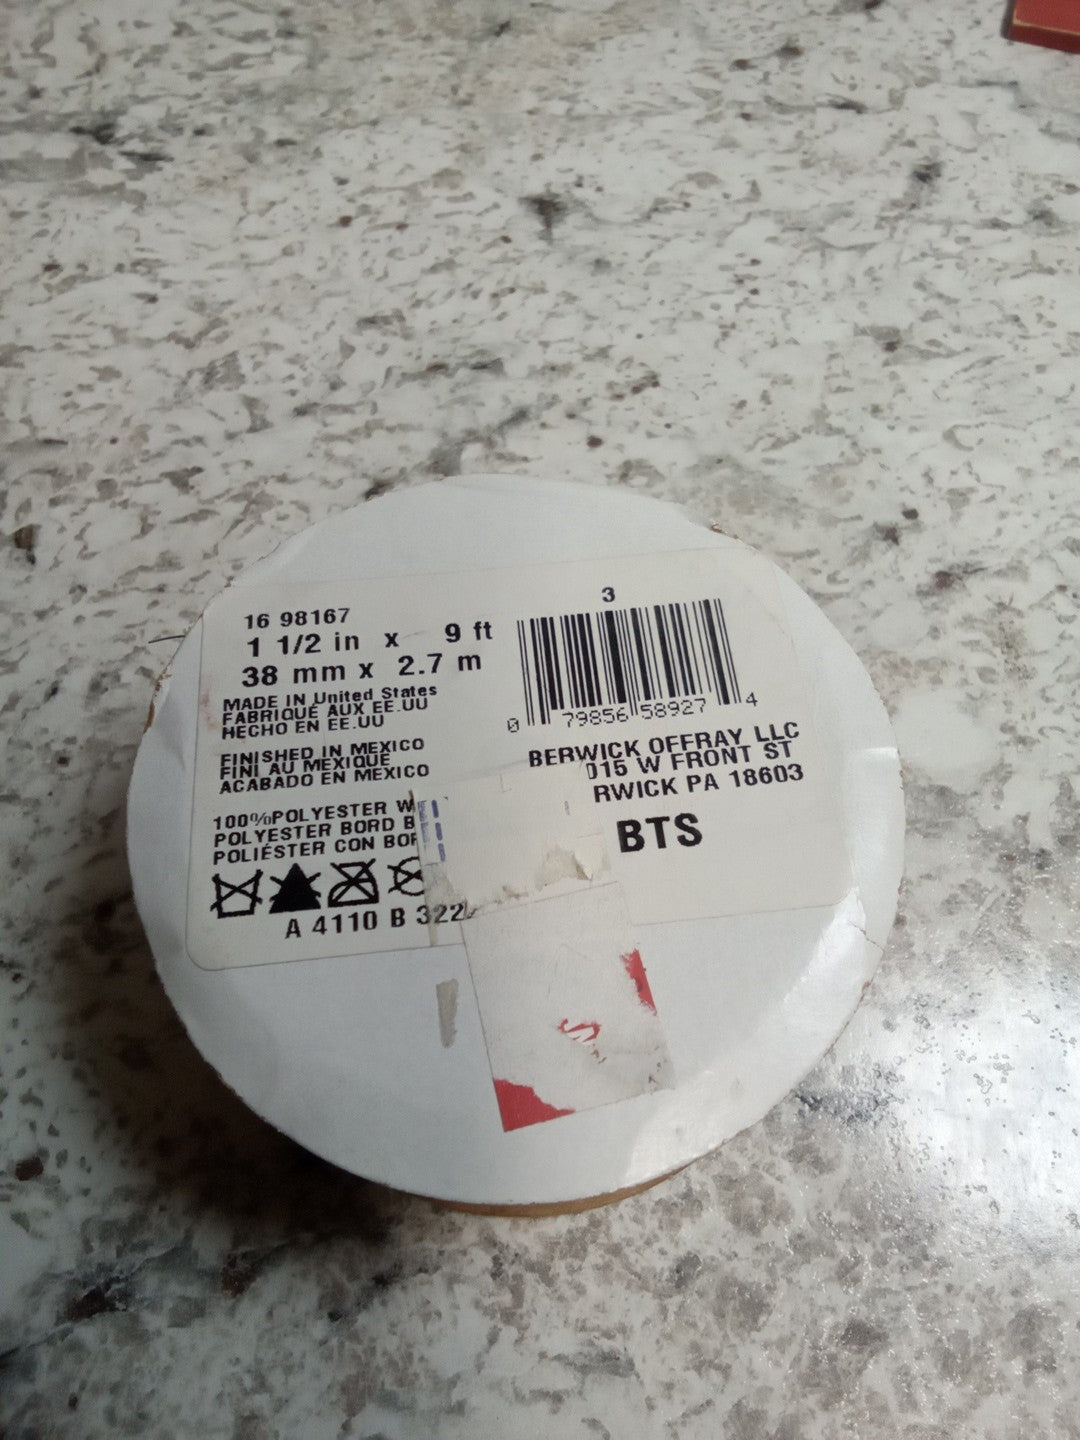 16 98167
1 1/2 in x 9 ft
38 mm x 2.7 m
MADE IN United States
FABRIQUÉ AUX EE.UU
HECHO EN EE.UU
FINISHED IN MEXICO
FINI AU MEXIQUE
ACABADO EN MEXICO
100%POLYESTER W
POLYESTER BORD B
POLIÉSTER CON BOR
A 4110 B 322
3
0 79856 58927 4
BERWICK OFFRAY LLC
015 W FRONT ST
RWICK PA 18603
BTS